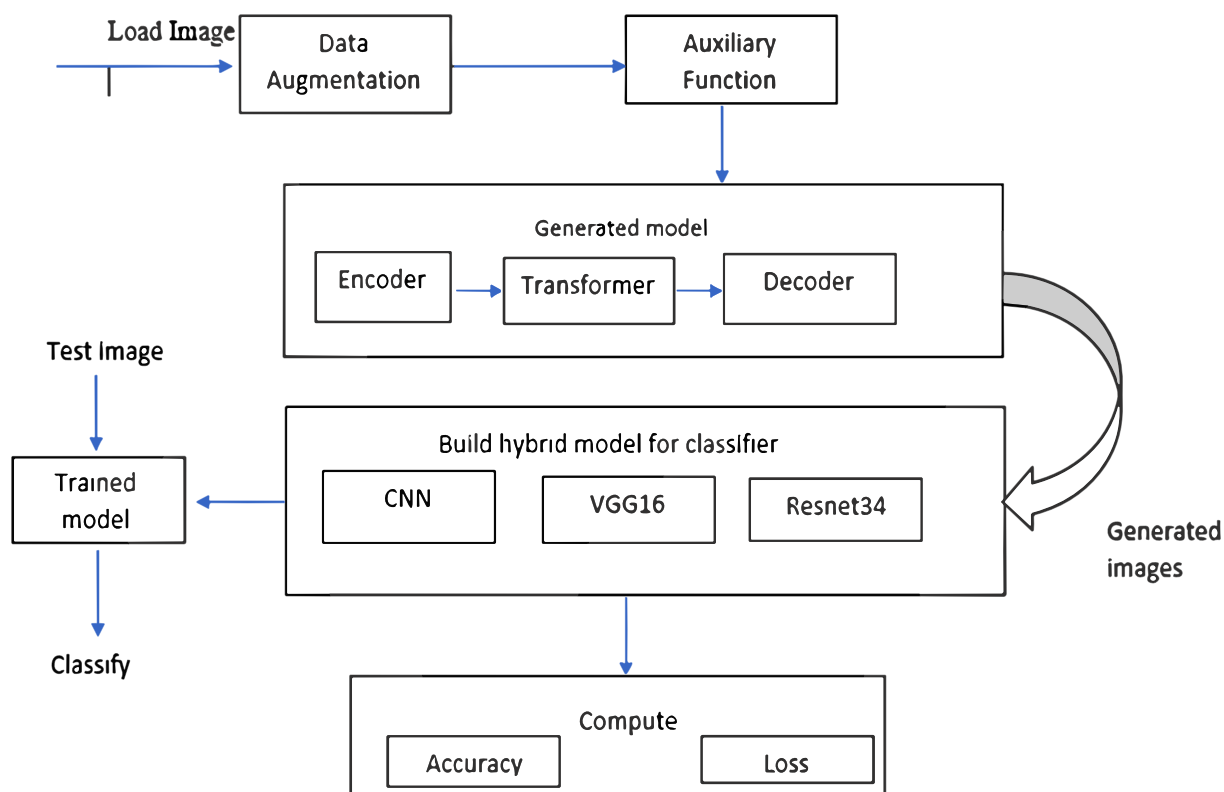 Load Image
Data
Augmentation
Auxiliary
Function
Generated model
Encoder
Transformer
Decoder
Test Image
Build hybrid model for classifier
CNN
VGG16
Resnet34
Trained
model
Generated
images
Classify
Compute
Accuracy
Loss